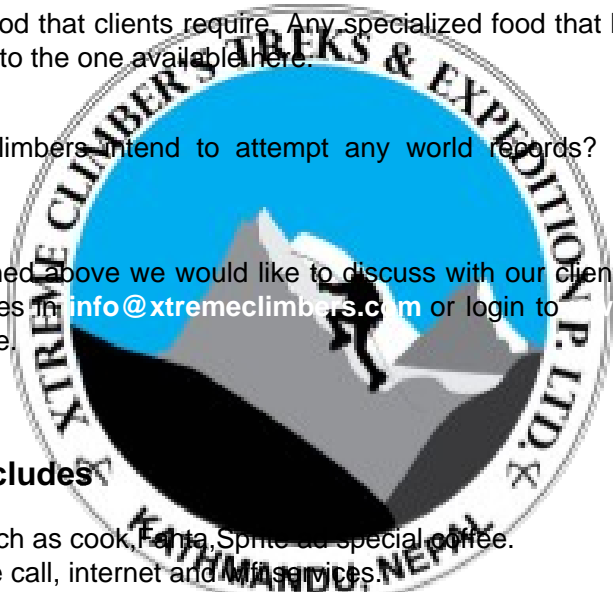 ood that clients require. Any specialized food that
to the one available here.
limbers intend to attempt any world records?
ned above we would like to discuss with our clien
es in info@xtremeclimbers.com or login to
e.
cludes
ch as cook,Fanta,Sprite ad special coffee.
e call, internet and wifi services.
XTREME CLIMBER'S TREKS & EXPEDITION P. LTD.
KATHMANDU, NEPAL